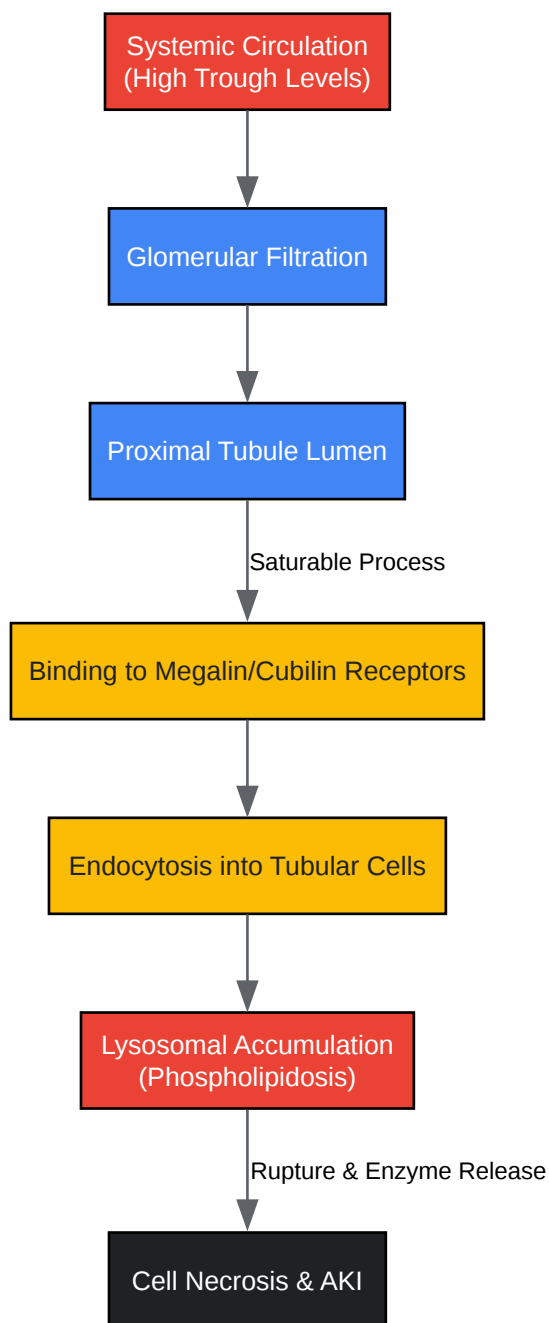 Systemic Circulation
(High Trough Levels)
Glomerular Filtration
Proximal Tubule Lumen
Saturable Process
Binding to Megalin/Cubilin Receptors
Endocytosis into Tubular Cells
Lysosomal Accumulation
(Phospholipidosis)
Rupture & Enzyme Release
Cell Necrosis & AKI